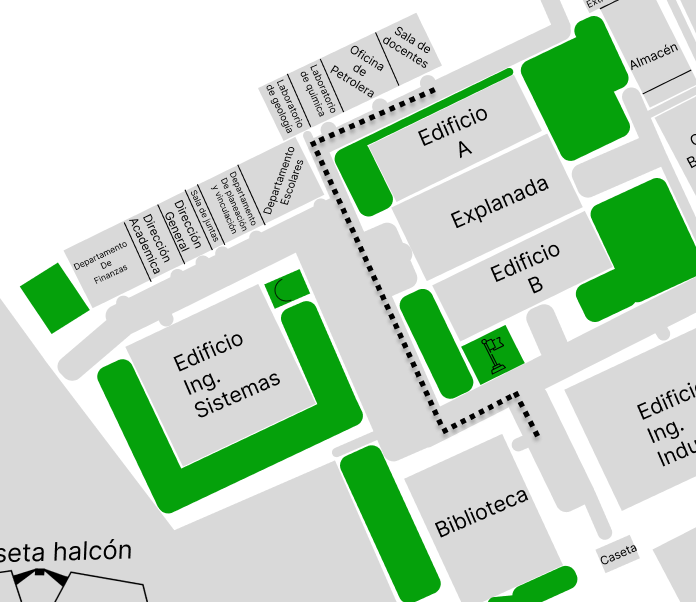 Sala de
docentes
Oficina
de
Petrolera
Laboratorio
de química
Laboratorio
de geología
Almacén
Edificio
A
Departamento
Escolares
Departamento
De planeación
y vinculación
Sala de juntas
Dirección
General
Dirección
Academica
Departamento
De
Finanzas
Explanada
Edificio
B
Edificio
Ing.
Sistemas
Edifici
Ing.
Indu
Biblioteca
Caseta
seta halcón